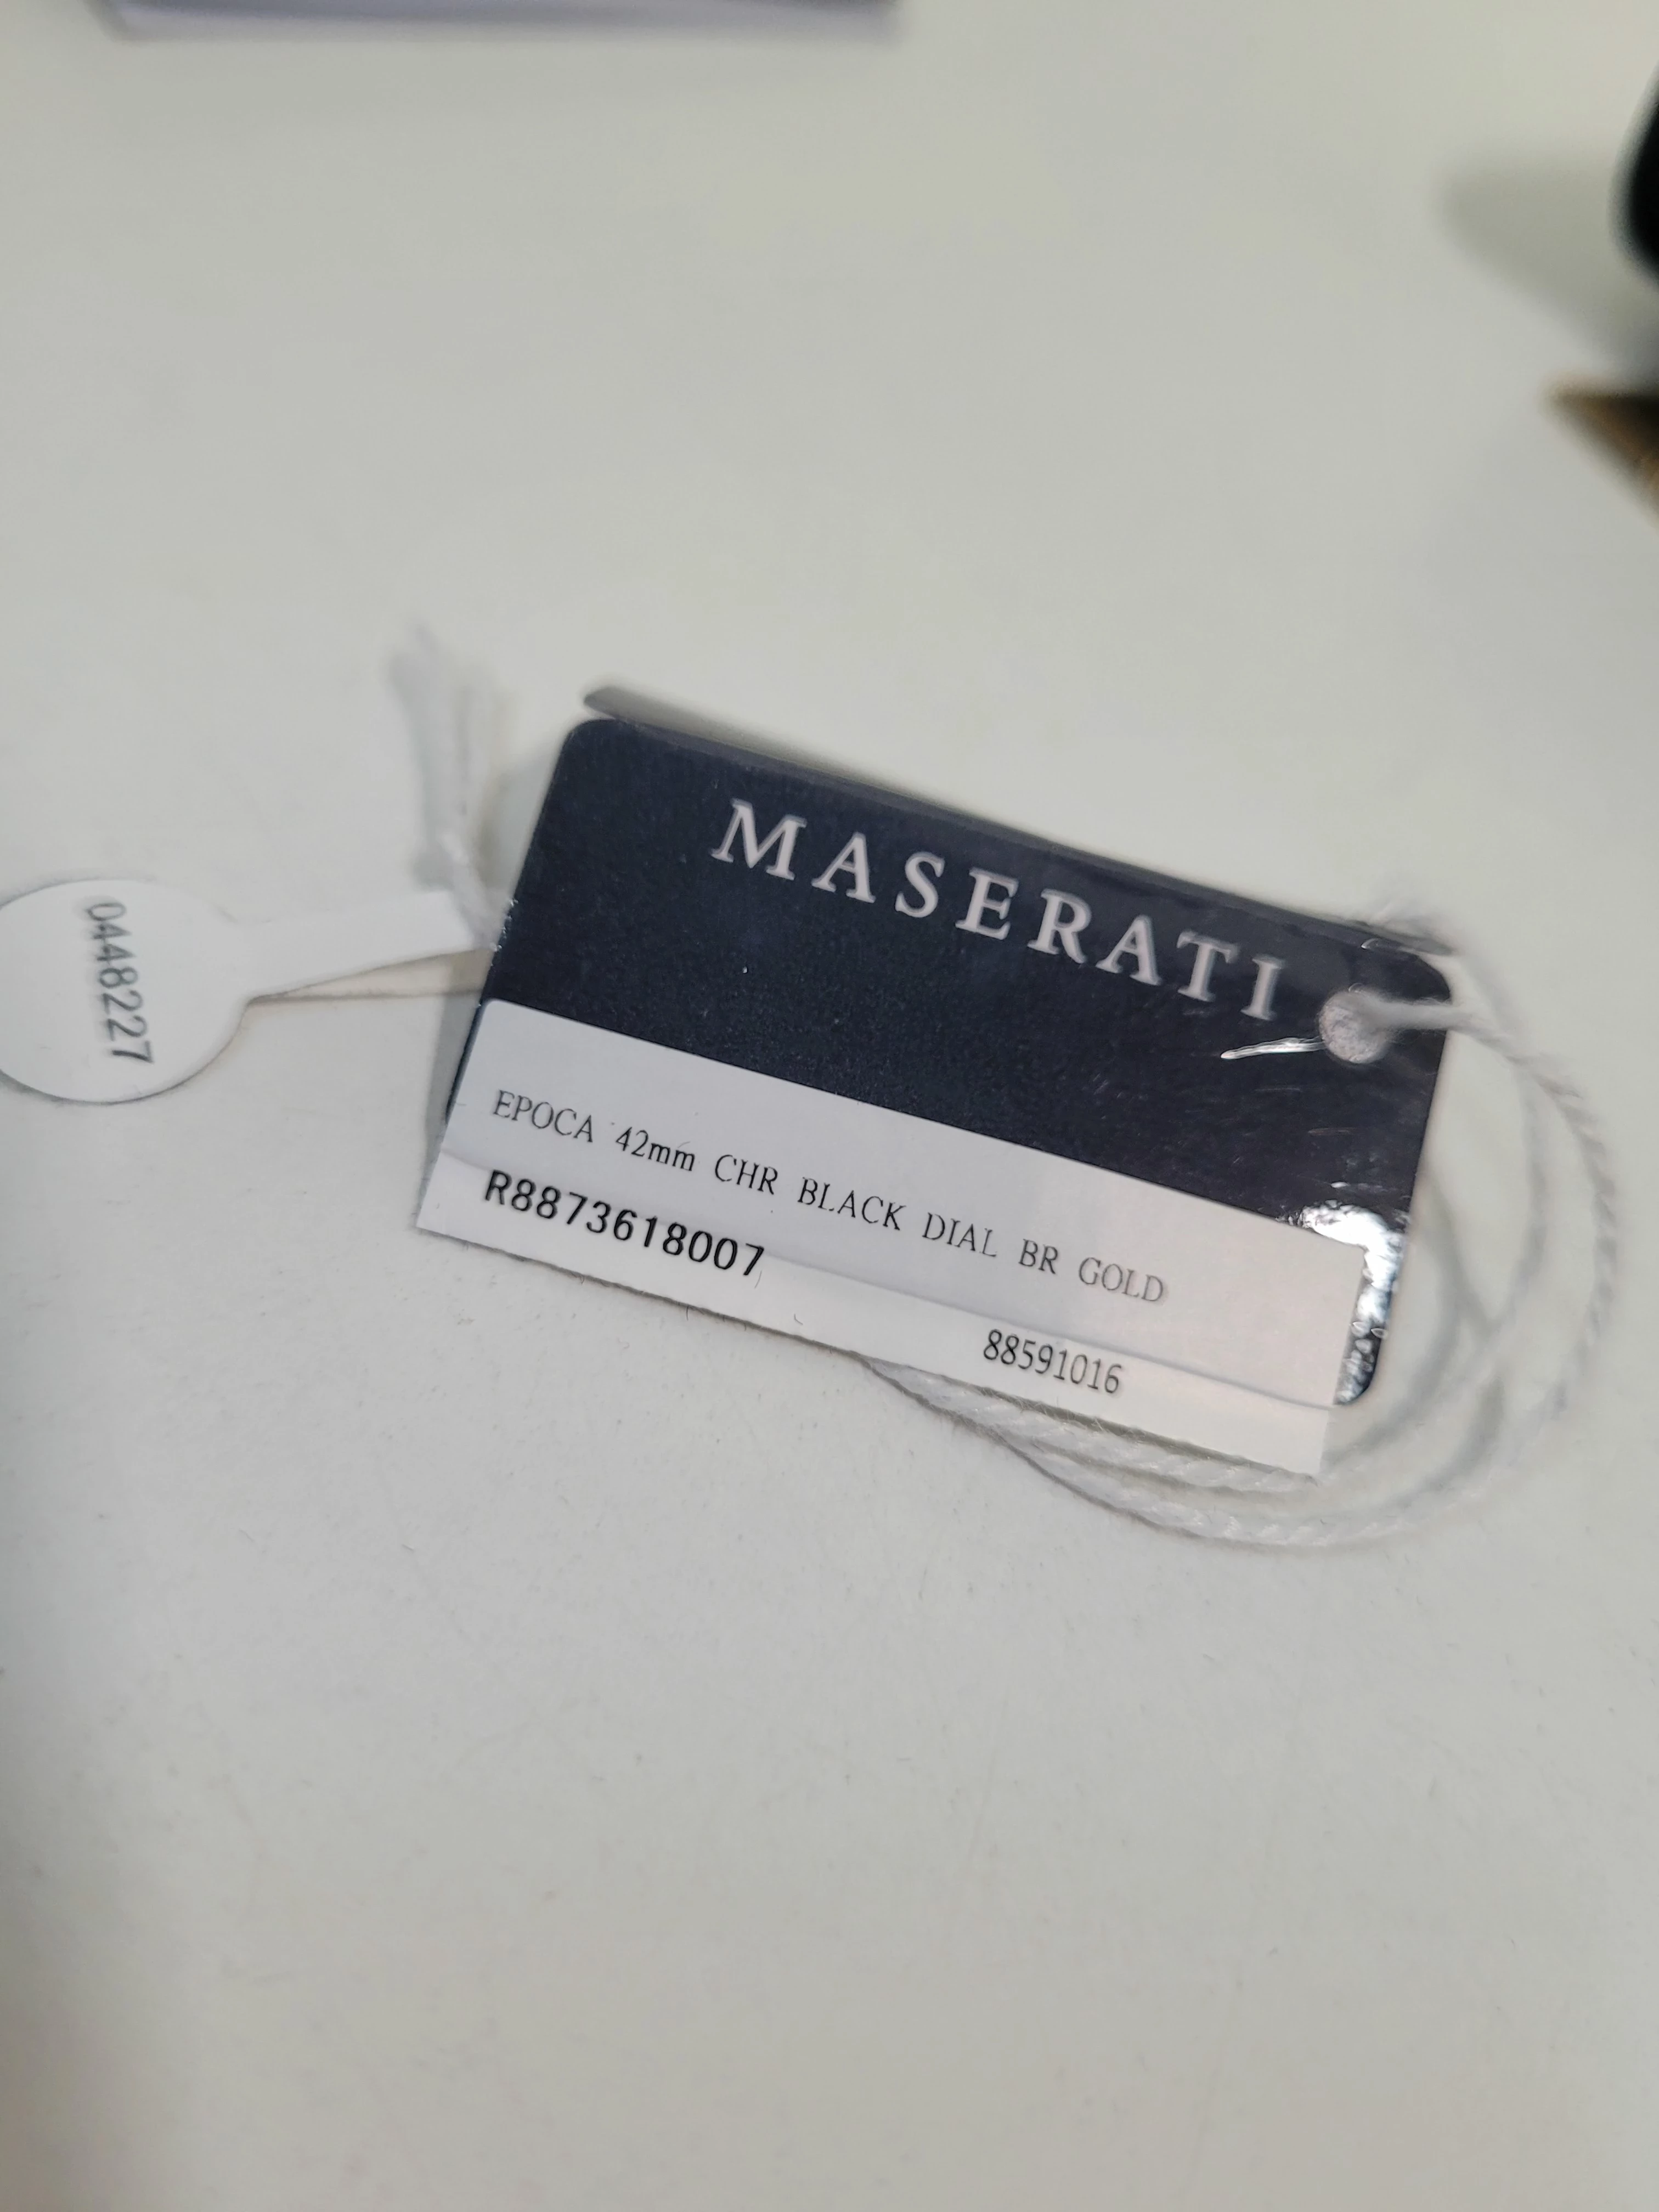 MASERATI
EPOCA 42mm CHR BLACK DIAL BR GOLD
R8873618007
88591016
0448227